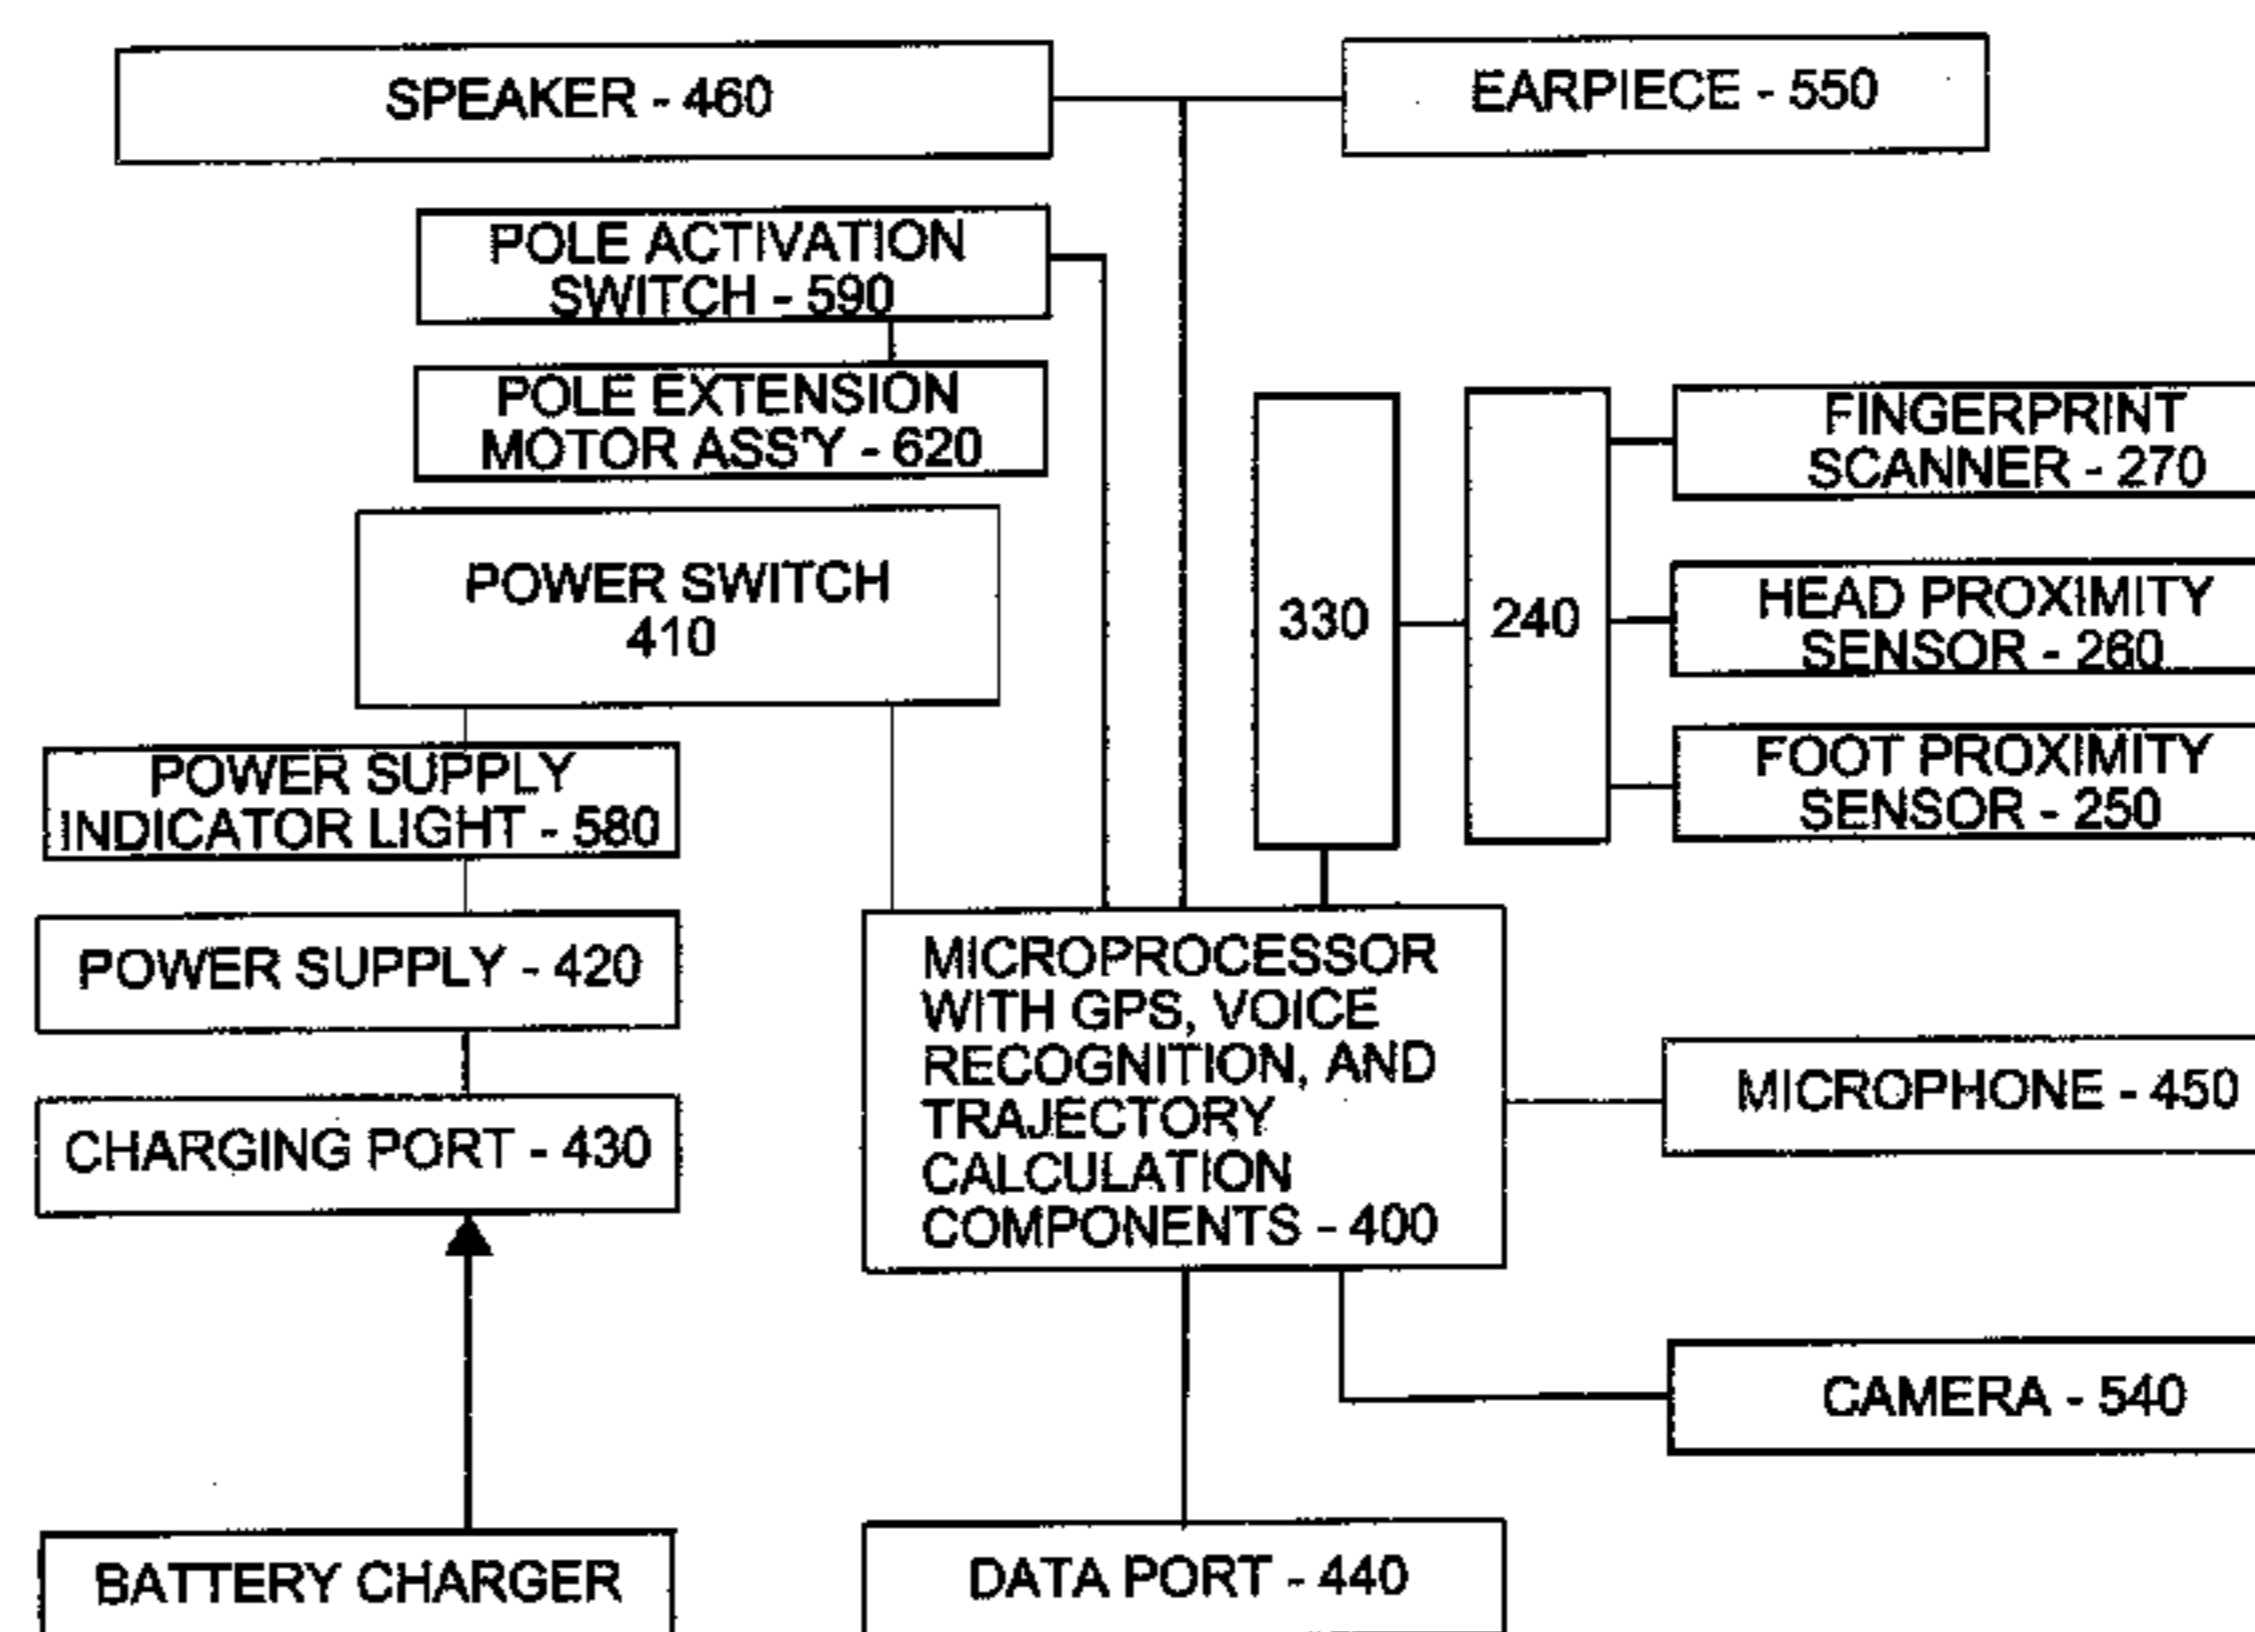 SPEAKER - 460
EARPIECE - 550
POLE ACTIVATION
SWITCH - 590
POLE EXTENSION
MOTOR ASS'Y - 620
POWER SWITCH
410
330
240
FINGERPRINT
SCANNER - 270
HEAD PROXIMITY
SENSOR - 260
FOOT PROXIMITY
SENSOR - 250
POWER SUPPLY
INDICATOR LIGHT - 580
POWER SUPPLY - 420
CHARGING PORT - 430
MICROPROCESSOR
WITH GPS, VOICE
RECOGNITION, AND
TRAJECTORY
CALCULATION
COMPONENTS - 400
MICROPHONE - 450
CAMERA - 540
BATTERY CHARGER
DATA PORT - 440